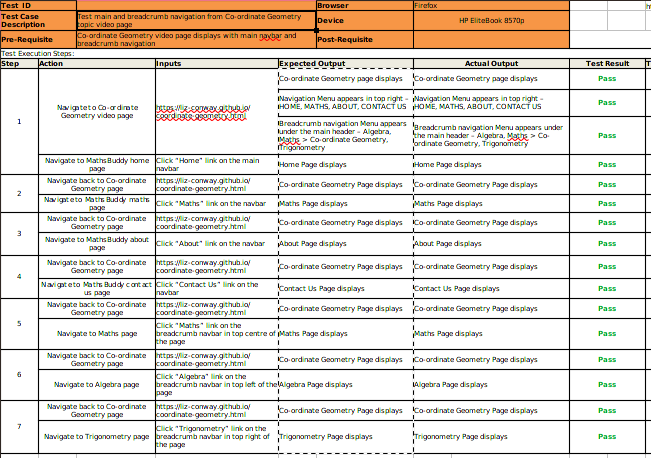 Test ID
Browser
Firefox
Test Case
Description
Test main and breadcrumb navigation from Co-ordinate Geometry
topic video page
Device
HP EliteBook 8570p
Pre-Requisite
Co-ordinate Geometry video page displays with main navbar and
breadcrumb navigation
Post-Requisite
Test Execution Steps:
Step
Action
Inputs
Expected Output
Actual Output
Test Result
1
Navigate to Co-ordinate
Geometry video page
https://liz-conway.github.io/
coordinate-geometry.html
Co-ordinate Geometry Page displays
Co-ordinate Geometry page displays
Pass
Navigation Menu appears in top right –
HOME, MATHS, ABOUT, CONTACT US
Navigation Menu appears in top right –
HOME, MATHS, ABOUT, CONTACT US
Pass
Breadcrumb navigation Menu appears
under the main header – Algebra,
Maths > Co-ordinate Geometry,
Trigonometry
Breadcrumb navigation Menu appears under
the main header – Algebra, Maths > Co-
ordinate Geometry, Trigonometry
Pass
Navigate to MathsBuddy home
page
Click “Home” link on the main
navbar
Home Page displays
Home Page displays
Pass
2
Navigate back to Co-ordinate
Geometry page
https://liz-conway.github.io/
coordinate-geometry.html
Co-ordinate Geometry Page displays
Co-ordinate Geometry Page displays
Pass
Navigate to Maths Buddy maths
page
Click “Maths” link on the navbar
Maths Page displays
Maths Page displays
Pass
3
Navigate back to Co-ordinate
Geometry page
https://liz-conway.github.io/
coordinate-geometry.html
Co-ordinate Geometry Page displays
Co-ordinate Geometry Page displays
Pass
Navigate to MathsBuddy about
page
Click “About” link on the navbar
About Page displays
About Page displays
Pass
4
Navigate back to Co-ordinate
Geometry page
https://liz-conway.github.io/
coordinate-geometry.html
Co-ordinate Geometry Page displays
Co-ordinate Geometry Page displays
Pass
Navigate to Maths Buddy contact
us page
Click “Contact Us” link on the
navbar
Contact Us Page displays
Contact Us Page displays
Pass
5
Navigate back to Co-ordinate
Geometry page
https://liz-conway.github.io/
coordinate-geometry.html
Co-ordinate Geometry Page displays
Co-ordinate Geometry Page displays
Pass
Navigate to Maths page
Click “Maths” link on the
breadcrumb navbar in top centre of
the page
Maths Page displays
Maths Page displays
Pass
6
Navigate back to Co-ordinate
Geometry page
https://liz-conway.github.io/
coordinate-geometry.html
Co-ordinate Geometry Page displays
Co-ordinate Geometry Page displays
Pass
Navigate to Algebra page
Click “Algebra” link on the
breadcrumb navbar in top left of the
page
Algebra Page displays
Algebra Page displays
Pass
7
Navigate back to Co-ordinate
Geometry page
https://liz-conway.github.io/
coordinate-geometry.html
Co-ordinate Geometry Page displays
Co-ordinate Geometry Page displays
Pass
Navigate to Trigonometry page
Click “Trigonometry” link on the
breadcrumb navbar in top right of
the page
Trigonometry Page displays
Trigonometry Page displays
Pass